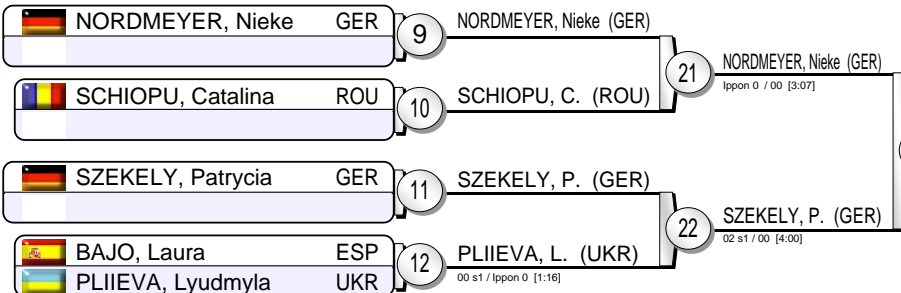 NORDMEYER, Nieke GER
9
NORDMEYER, Nieke (GER)
SCHIOPU, Catalina ROU
10
SCHIOPU, C. (ROU)
21
NORDMEYER, Nieke (GER)
Ippon 0 / 00 [3:07]
SZEKELY, Patrycia GER
11
SZEKELY, P. (GER)
BAJO, Laura ESP
PLIIEVA, Lyudmyla UKR
12
PLIIEVA, L. (UKR)
00 s1 / Ippon 0 [1:16]
22
SZEKELY, P. (GER)
02 s1 / 00 [4:00]